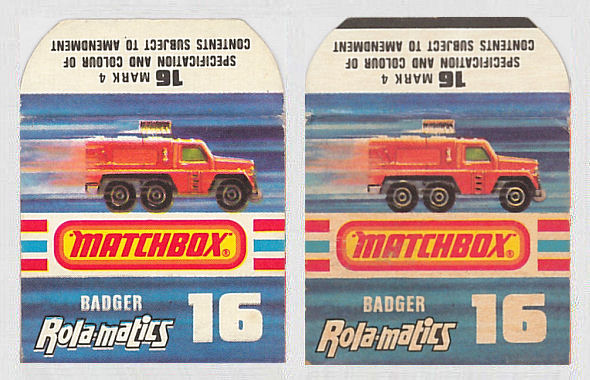 16 MARK 4
SPECIFICATION AND COLOUR OF
CONTENTS SUBJECT TO AMENDMENT
"MATCHBOX"®
BADGER
Rola-matics
16
16 MARK 4
SPECIFICATION AND COLOUR OF
CONTENTS SUBJECT TO AMENDMENT
"MATCHBOX"®
BADGER
Rola-matics
16